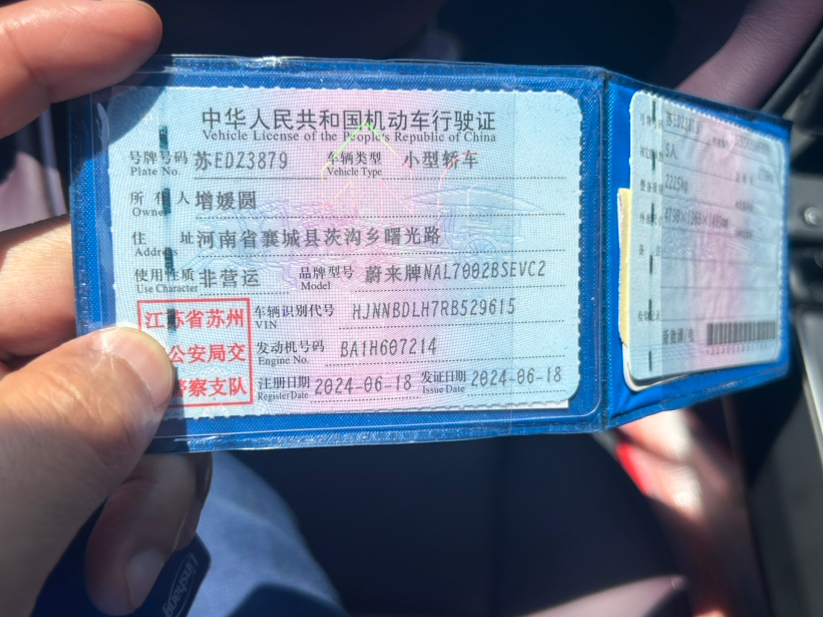 中华人民共和国机动车行驶证
Vehicle License of the People's Republic of China
号牌号码 苏EDZ3879 车辆类型 小型轿车
Plate No. Vehicle Type
所有人 增媛圆
Owner
住址 河南省襄城县茨沟乡曙光路
Address
使用性质 非营运 品牌型号 蔚来牌NAL7002BSEVC2
Use Character Model
江苏省苏州
公安局交
警察支队
车辆识别代号 HJNNBDLH7RB529615
VIN
发动机号码 BA1H607214
Engine No.
注册日期 2024-06-18 发证日期 2024-06-18
Register Date Issue Date
5人
2225kg